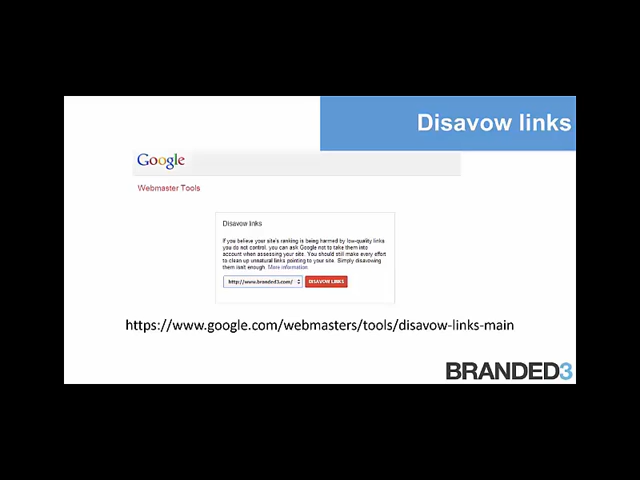 Disavow links
Google
Webmaster Tools
Disavow links
If you believe your site's ranking is being harmed by low-quality links
you do not control, you can ask Google not to take them into
account when assessing your site. You should still make every effort
to clean up unnatural links pointing to your site. Simply disavowing
them isn't enough. More information
http://www.branded3.com/ DISAVOW LINKS
https://www.google.com/webmasters/tools/disavow-links-main
BRANDED3